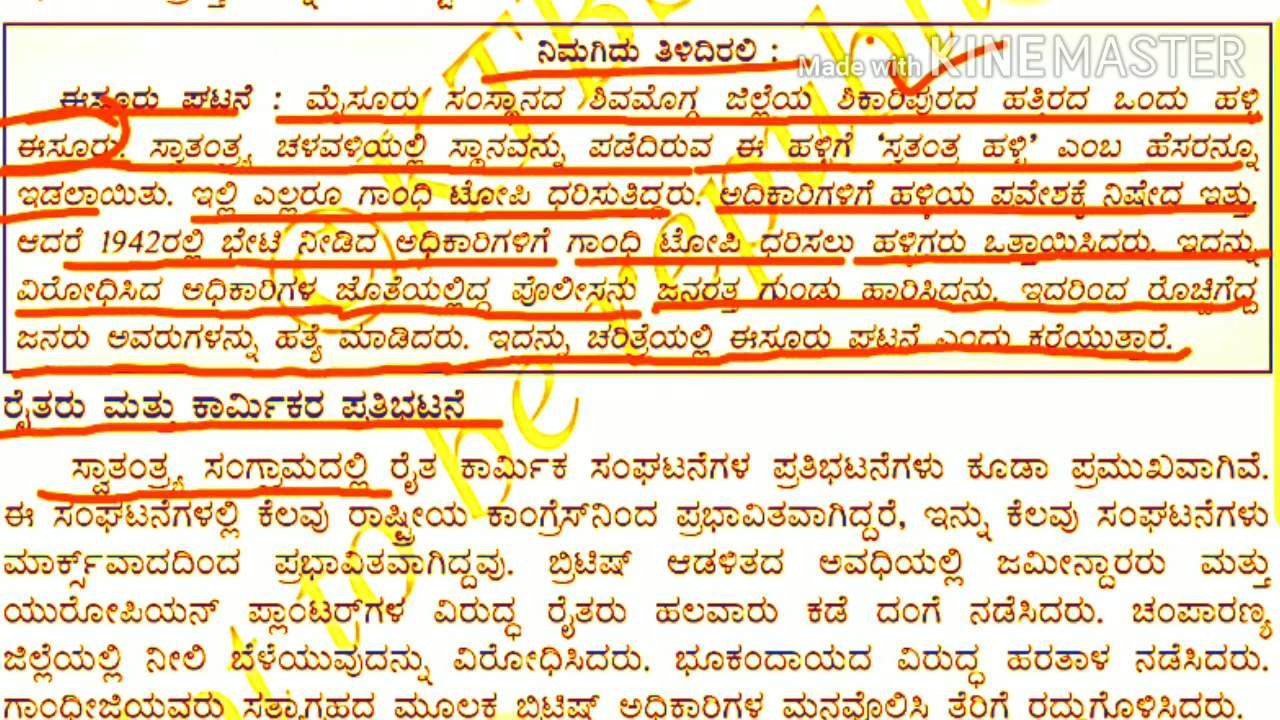 ನಿಮಗಿದು ತಿಳಿದಿರಲಿ :
Made with KINEMASTER
ಈಸೂರು ಘಟನೆ : ಮೈಸೂರು ಸಂಸ್ಥಾನದ ಶಿವಮೊಗ್ಗ ಜಿಲ್ಲೆಯ ಶಿಕಾರಿಪುರದ ಹತ್ತಿರದ ಒಂದು ಹಳ್ಳಿ
ಈಸೂರು. ಸ್ವಾತಂತ್ರ್ಯ ಚಳವಳಿಯಲ್ಲಿ ಸ್ಥಾನವನ್ನು ಪಡೆದಿರುವ ಈ ಹಳ್ಳಿಗೆ ‘ಸ್ವತಂತ್ರ ಹಳ್ಳಿ’ ಎಂಬ ಹೆಸರನ್ನೂ
ಇಡಲಾಯಿತು. ಇಲ್ಲಿ ಎಲ್ಲರೂ ಗಾಂಧಿ ಟೋಪಿ ಧರಿಸುತ್ತಿದ್ದರು. ಅಧಿಕಾರಿಗಳಿಗೆ ಹಳ್ಳಿಯ ಪ್ರವೇಶಕ್ಕೆ ನಿಷೇಧ ಇತ್ತು.
ಆದರೆ 1942ರಲ್ಲಿ ಭೇಟಿ ನೀಡಿದ ಅಧಿಕಾರಿಗಳಿಗೆ ಗಾಂಧಿ ಟೋಪಿ ಧರಿಸಲು ಹಳ್ಳಿಗರು ಒತ್ತಾಯಿಸಿದರು. ಇದನ್ನು
ವಿರೋಧಿಸಿದ ಅಧಿಕಾರಿಗಳ ಜೊತೆಯಲ್ಲಿದ್ದ ಪೊಲೀಸನು ಜನರತ್ತ ಗುಂಡು ಹಾರಿಸಿದನು. ಇದರಿಂದ ರೊಚ್ಚಿಗೆದ್ದ
ಜನರು ಅವರುಗಳನ್ನು ಹತ್ಯೆ ಮಾಡಿದರು. ಇದನ್ನು ಚರಿತ್ರೆಯಲ್ಲಿ ಈಸೂರು ಘಟನೆ ಎಂದು ಕರೆಯುತ್ತಾರೆ.
ರೈತರು ಮತ್ತು ಕಾರ್ಮಿಕರ ಪ್ರತಿಭಟನೆ
ಸ್ವಾತಂತ್ರ್ಯ ಸಂಗ್ರಾಮದಲ್ಲಿ ರೈತ ಕಾರ್ಮಿಕ ಸಂಘಟನೆಗಳ ಪ್ರತಿಭಟನೆಗಳು ಕೂಡಾ ಪ್ರಮುಖವಾಗಿವೆ.
ಈ ಸಂಘಟನೆಗಳಲ್ಲಿ ಕೆಲವು ರಾಷ್ಟ್ರೀಯ ಕಾಂಗ್ರೆಸ್‌ನಿಂದ ಪ್ರಭಾವಿತವಾಗಿದ್ದರೆ, ಇನ್ನು ಕೆಲವು ಸಂಘಟನೆಗಳು
ಮಾರ್ಕ್ಸ್‌ವಾದದಿಂದ ಪ್ರಭಾವಿತವಾಗಿದ್ದವು. ಬ್ರಿಟಿಷ್ ಆಡಳಿತದ ಅವಧಿಯಲ್ಲಿ ಜಮೀನ್ದಾರರು ಮತ್ತು
ಯುರೋಪಿಯನ್ ಪ್ಲಾಂಟರ್‌ಗಳ ವಿರುದ್ಧ ರೈತರು ಹಲವಾರು ಕಡೆ ದಂಗೆ ನಡೆಸಿದರು. ಚಂಪಾರಣ್ಯ
ಜಿಲ್ಲೆಯಲ್ಲಿ ನೀಲಿ ಬೆಳೆಯುವುದನ್ನು ವಿರೋಧಿಸಿದರು. ಭೂಕಂದಾಯದ ವಿರುದ್ಧ ಹರತಾಳ ನಡೆಸಿದರು.
ಗಾಂಧೀಜಿಯವರು ಸತ್ಯಾಗ್ರಹದ ಮೂಲಕ ಬ್ರಿಟಿಷ್ ಅಧಿಕಾರಿಗಳ ಮನವೊಲಿಸಿ ತೆರಿಗೆ ರದ್ದುಗೊಳಿಸಿದರು.